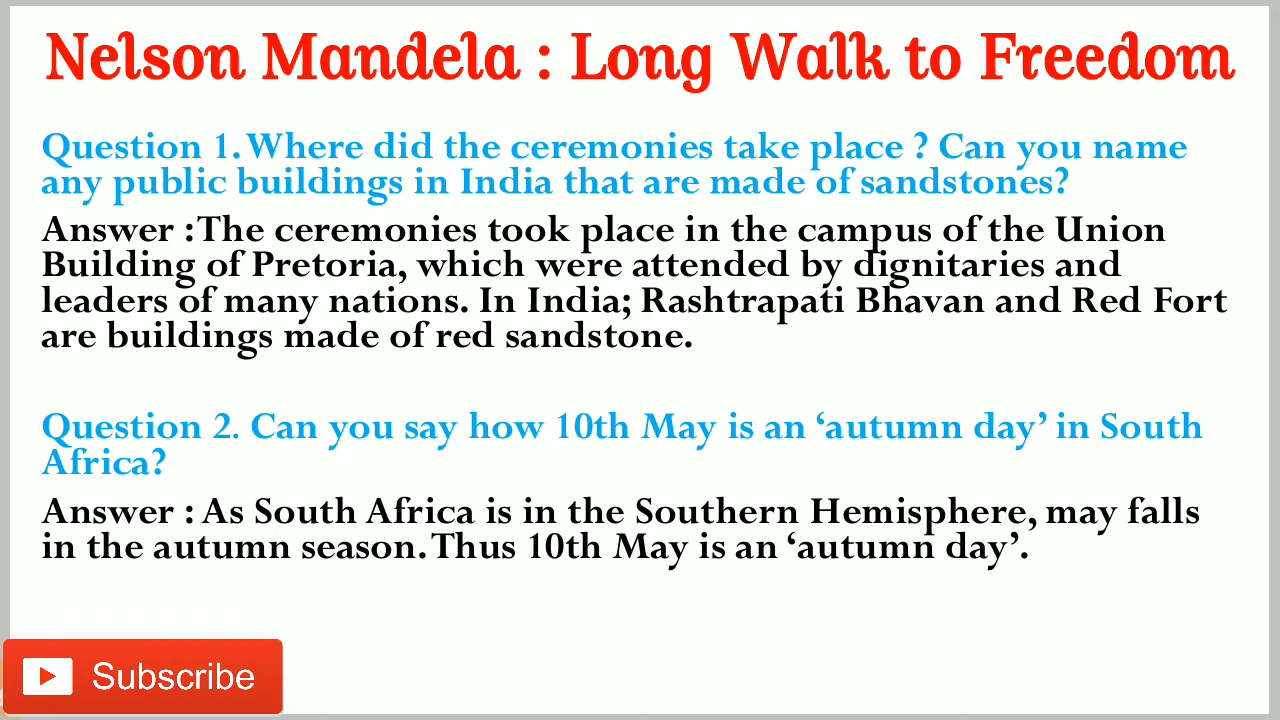 Nelson Mandela : Long Walk to Freedom
Question 1. Where did the ceremonies take place ? Can you name
any public buildings in India that are made of sandstones?
Answer : The ceremonies took place in the campus of the Union
Building of Pretoria, which were attended by dignitaries and
leaders of many nations. In India; Rashtrapati Bhavan and Red Fort
are buildings made of red sandstone.
Question 2. Can you say how 10th May is an ‘autumn day’ in South
Africa?
Answer : As South Africa is in the Southern Hemisphere, may falls
in the autumn season. Thus 10th May is an ‘autumn day’.
Subscribe